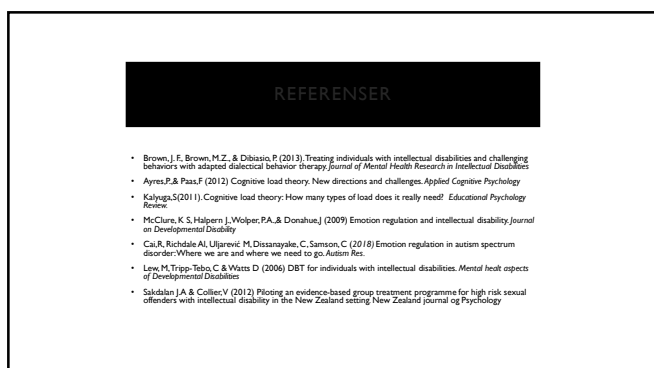 REFERENSER
• Brown, J. F., Brown, M.Z., & Dibiasio, P. (2013). Treating individuals with intellectual disabilities and challenging
behaviors with adapted dialectical behavior therapy. Journal of Mental Health Research in Intellectual Disabilities
• Ayres,P.,& Paas,F (2012) Cognitive load theory. New directions and challenges. Applied Cognitive Psychology
• Kalyuga,S(2011). Cognitive load theory: How many types of load does it really need? Educational Psychology
Review.
• McClure, K S, Halpern J., Wolper, P.A.,& Donahue,J (2009) Emotion regulation and intellectual disability. Journal
on Developmental Disability
• Cai,R, Richdale Al, Uljarević M, Dissanayake, C, Samson, C (2018) Emotion regulation in autism spectrum
disorder: Where we are and where we need to go. Autism Res.
• Lew, M, Tripp-Tebo, C & Watts D (2006) DBT for individuals with intellectual disabilities. Mental healt aspects
of Developmental Disabilities
• Sakdalan J.A & Collier,V (2012) Piloting an evidence-based group treatment programme for high risk sexual
offenders with intellectual disability in the New Zealand setting. New Zealand journal og Psychology